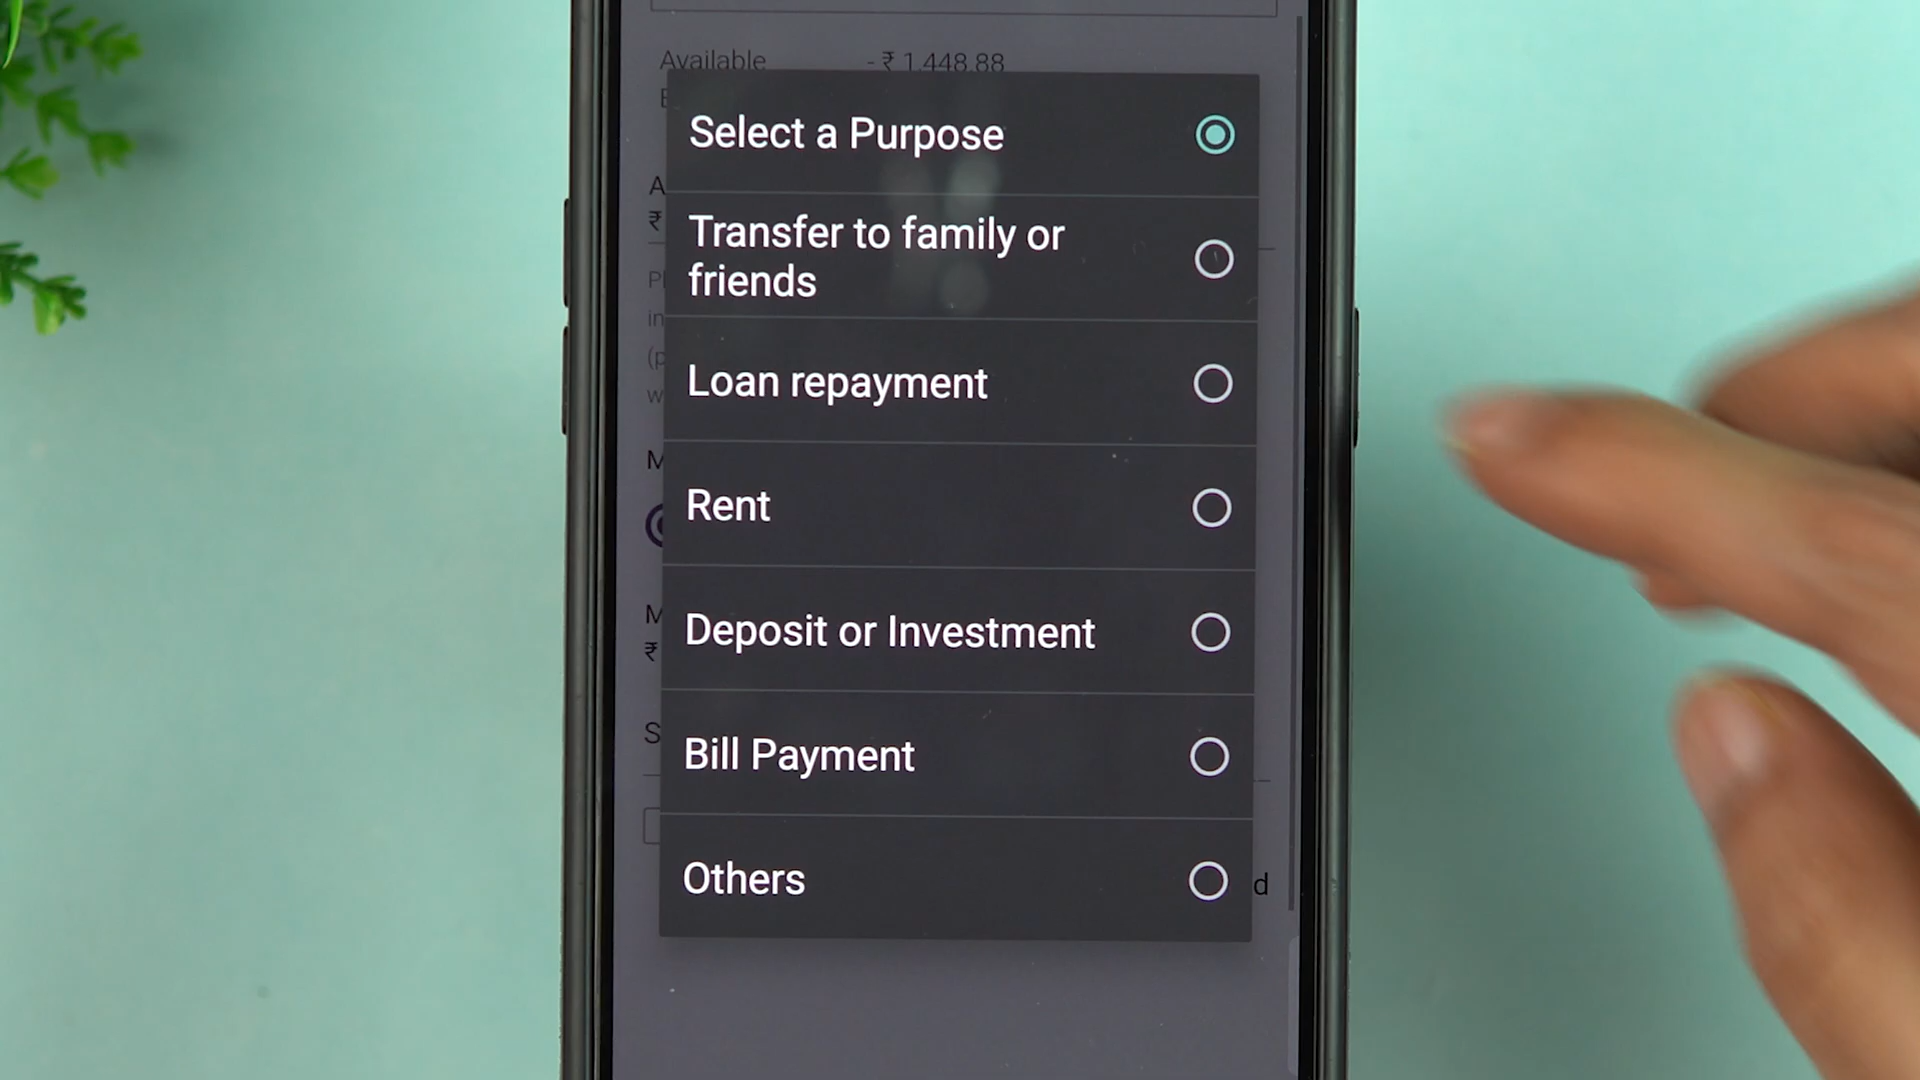 Available - ₹ 1,448.88
Select a Purpose
A
₹
Transfer to family or
friends
in
(p
w
Loan repayment
M
Rent
M
₹
Deposit or Investment
S
Bill Payment
Others
d